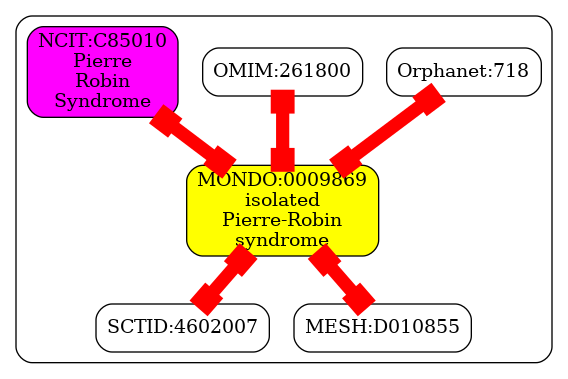 NCIT:C85010
Pierre
Robin
Syndrome
OMIM:261800
Orphanet:718
MONDO:0009869
isolated
Pierre-Robin
syndrome
SCTID:4602007
MESH:D010855